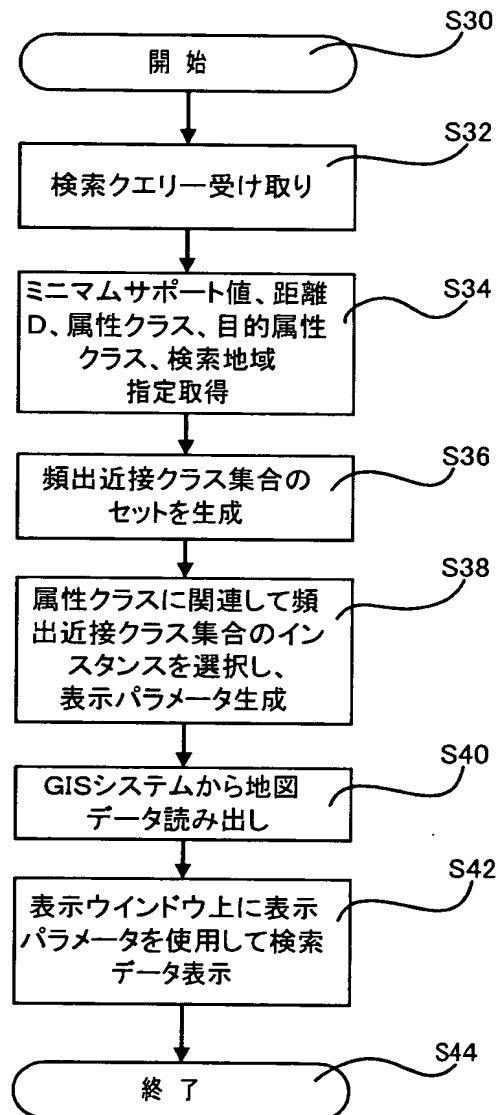 S30
開 始
S32
検索クエリー受け取り
S34
ミニマムサポート値、距離
D、属性クラス、目的属性
クラス、検索地域
指定取得
S36
頻出近接クラス集合の
セットを生成
S38
属性クラスに関連して頻
出近接クラス集合のイン
スタンスを選択し、
表示パラメータ生成
S40
GISシステムから地図
データ読み出し
S42
表示ウインドウ上に表示
パラメータを使用して検索
データ表示
S44
終 了